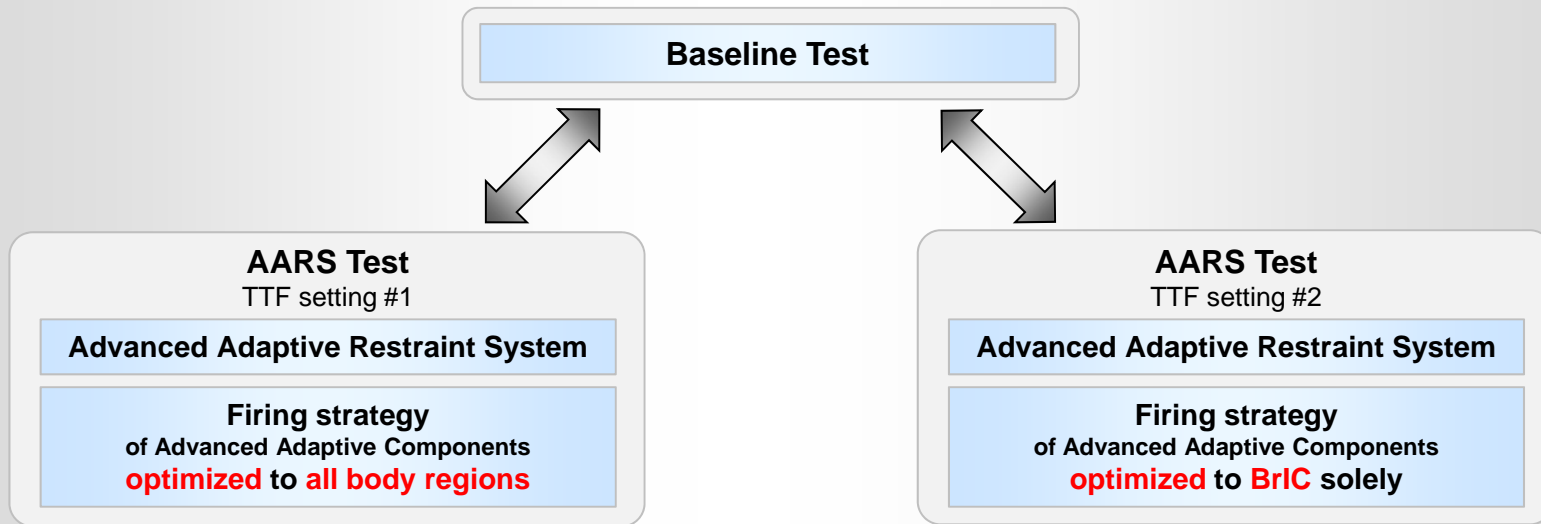 Baseline Test
AARS Test
TTF setting #1
Advanced Adaptive Restraint System
Firing strategy
of Advanced Adaptive Components
optimized to all body regions
AARS Test
TTF setting #2
Advanced Adaptive Restraint System
Firing strategy
of Advanced Adaptive Components
optimized to BrIC solely